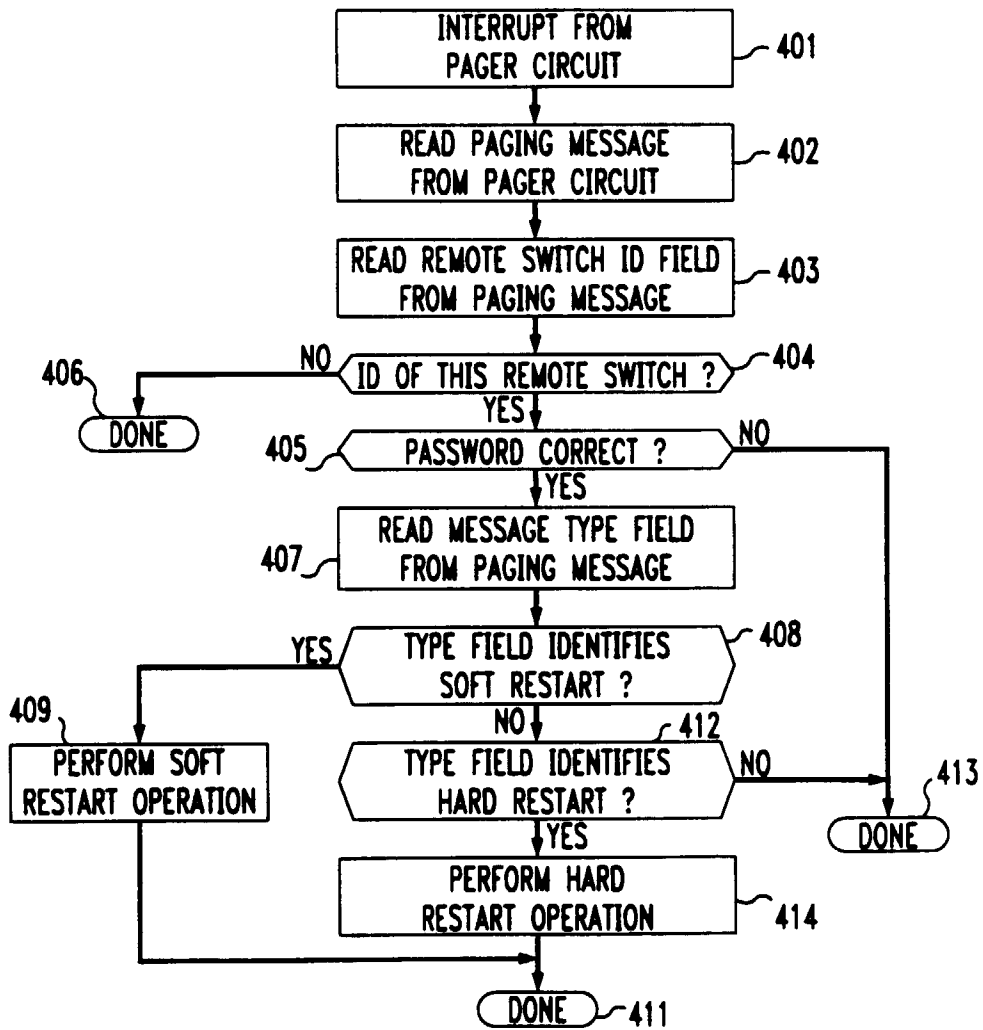 INTERRUPT FROM
PAGER CIRCUIT
401
READ PAGING MESSAGE
FROM PAGER CIRCUIT
402
READ REMOTE SWITCH ID FIELD
FROM PAGING MESSAGE
403
404
NO
ID OF THIS REMOTE SWITCH ?
406
DONE
YES
405
PASSWORD CORRECT ?
NO
YES
READ MESSAGE TYPE FIELD
FROM PAGING MESSAGE
407
408
YES
TYPE FIELD IDENTIFIES
SOFT RESTART ?
409
NO
412
PERFORM SOFT
RESTART OPERATION
TYPE FIELD IDENTIFIES
HARD RESTART ?
NO
413
DONE
YES
PERFORM HARD
RESTART OPERATION
414
DONE
411